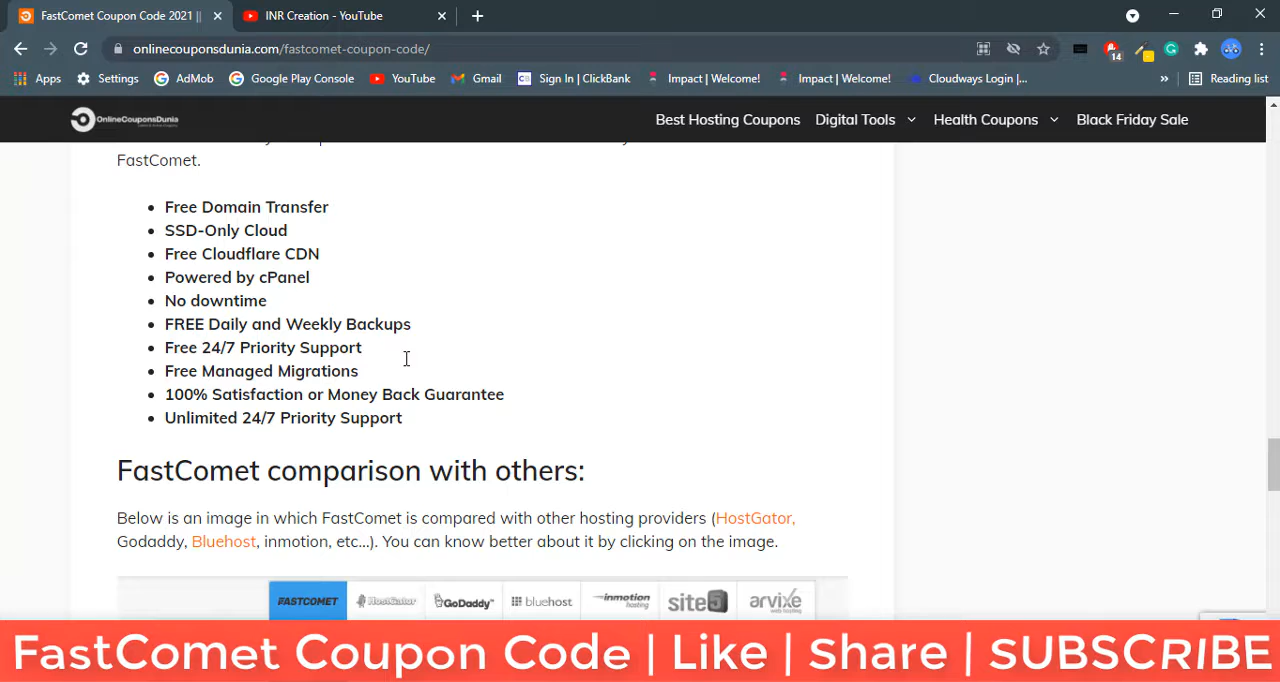 FastComet Coupon Code 2021 ||
INR Creation - YouTube
onlinecouponsdunia.com/fastcomet-coupon-code/
14
Apps
Settings
AdMob
Google Play Console
YouTube
Gmail
Sign In | ClickBank
Impact | Welcome!
Impact | Welcome!
Cloudways Login |...
»
Reading list
OnlineCouponsDunia
Best Hosting Coupons
Digital Tools
Health Coupons
Black Friday Sale
FastComet.
• Free Domain Transfer
• SSD-Only Cloud
• Free Cloudflare CDN
• Powered by cPanel
• No downtime
• FREE Daily and Weekly Backups
• Free 24/7 Priority Support
• Free Managed Migrations
• 100% Satisfaction or Money Back Guarantee
• Unlimited 24/7 Priority Support
FastComet comparison with others:
Below is an image in which FastComet is compared with other hosting providers (HostGator,
Godaddy, Bluehost, inmotion, etc...). You can know better about it by clicking on the image.
FASTCOMET HostGator GoDaddy bluehost inmotion hosting site5 arvixe
FastComet Coupon Code | Like | Share | SUBSCRIBE